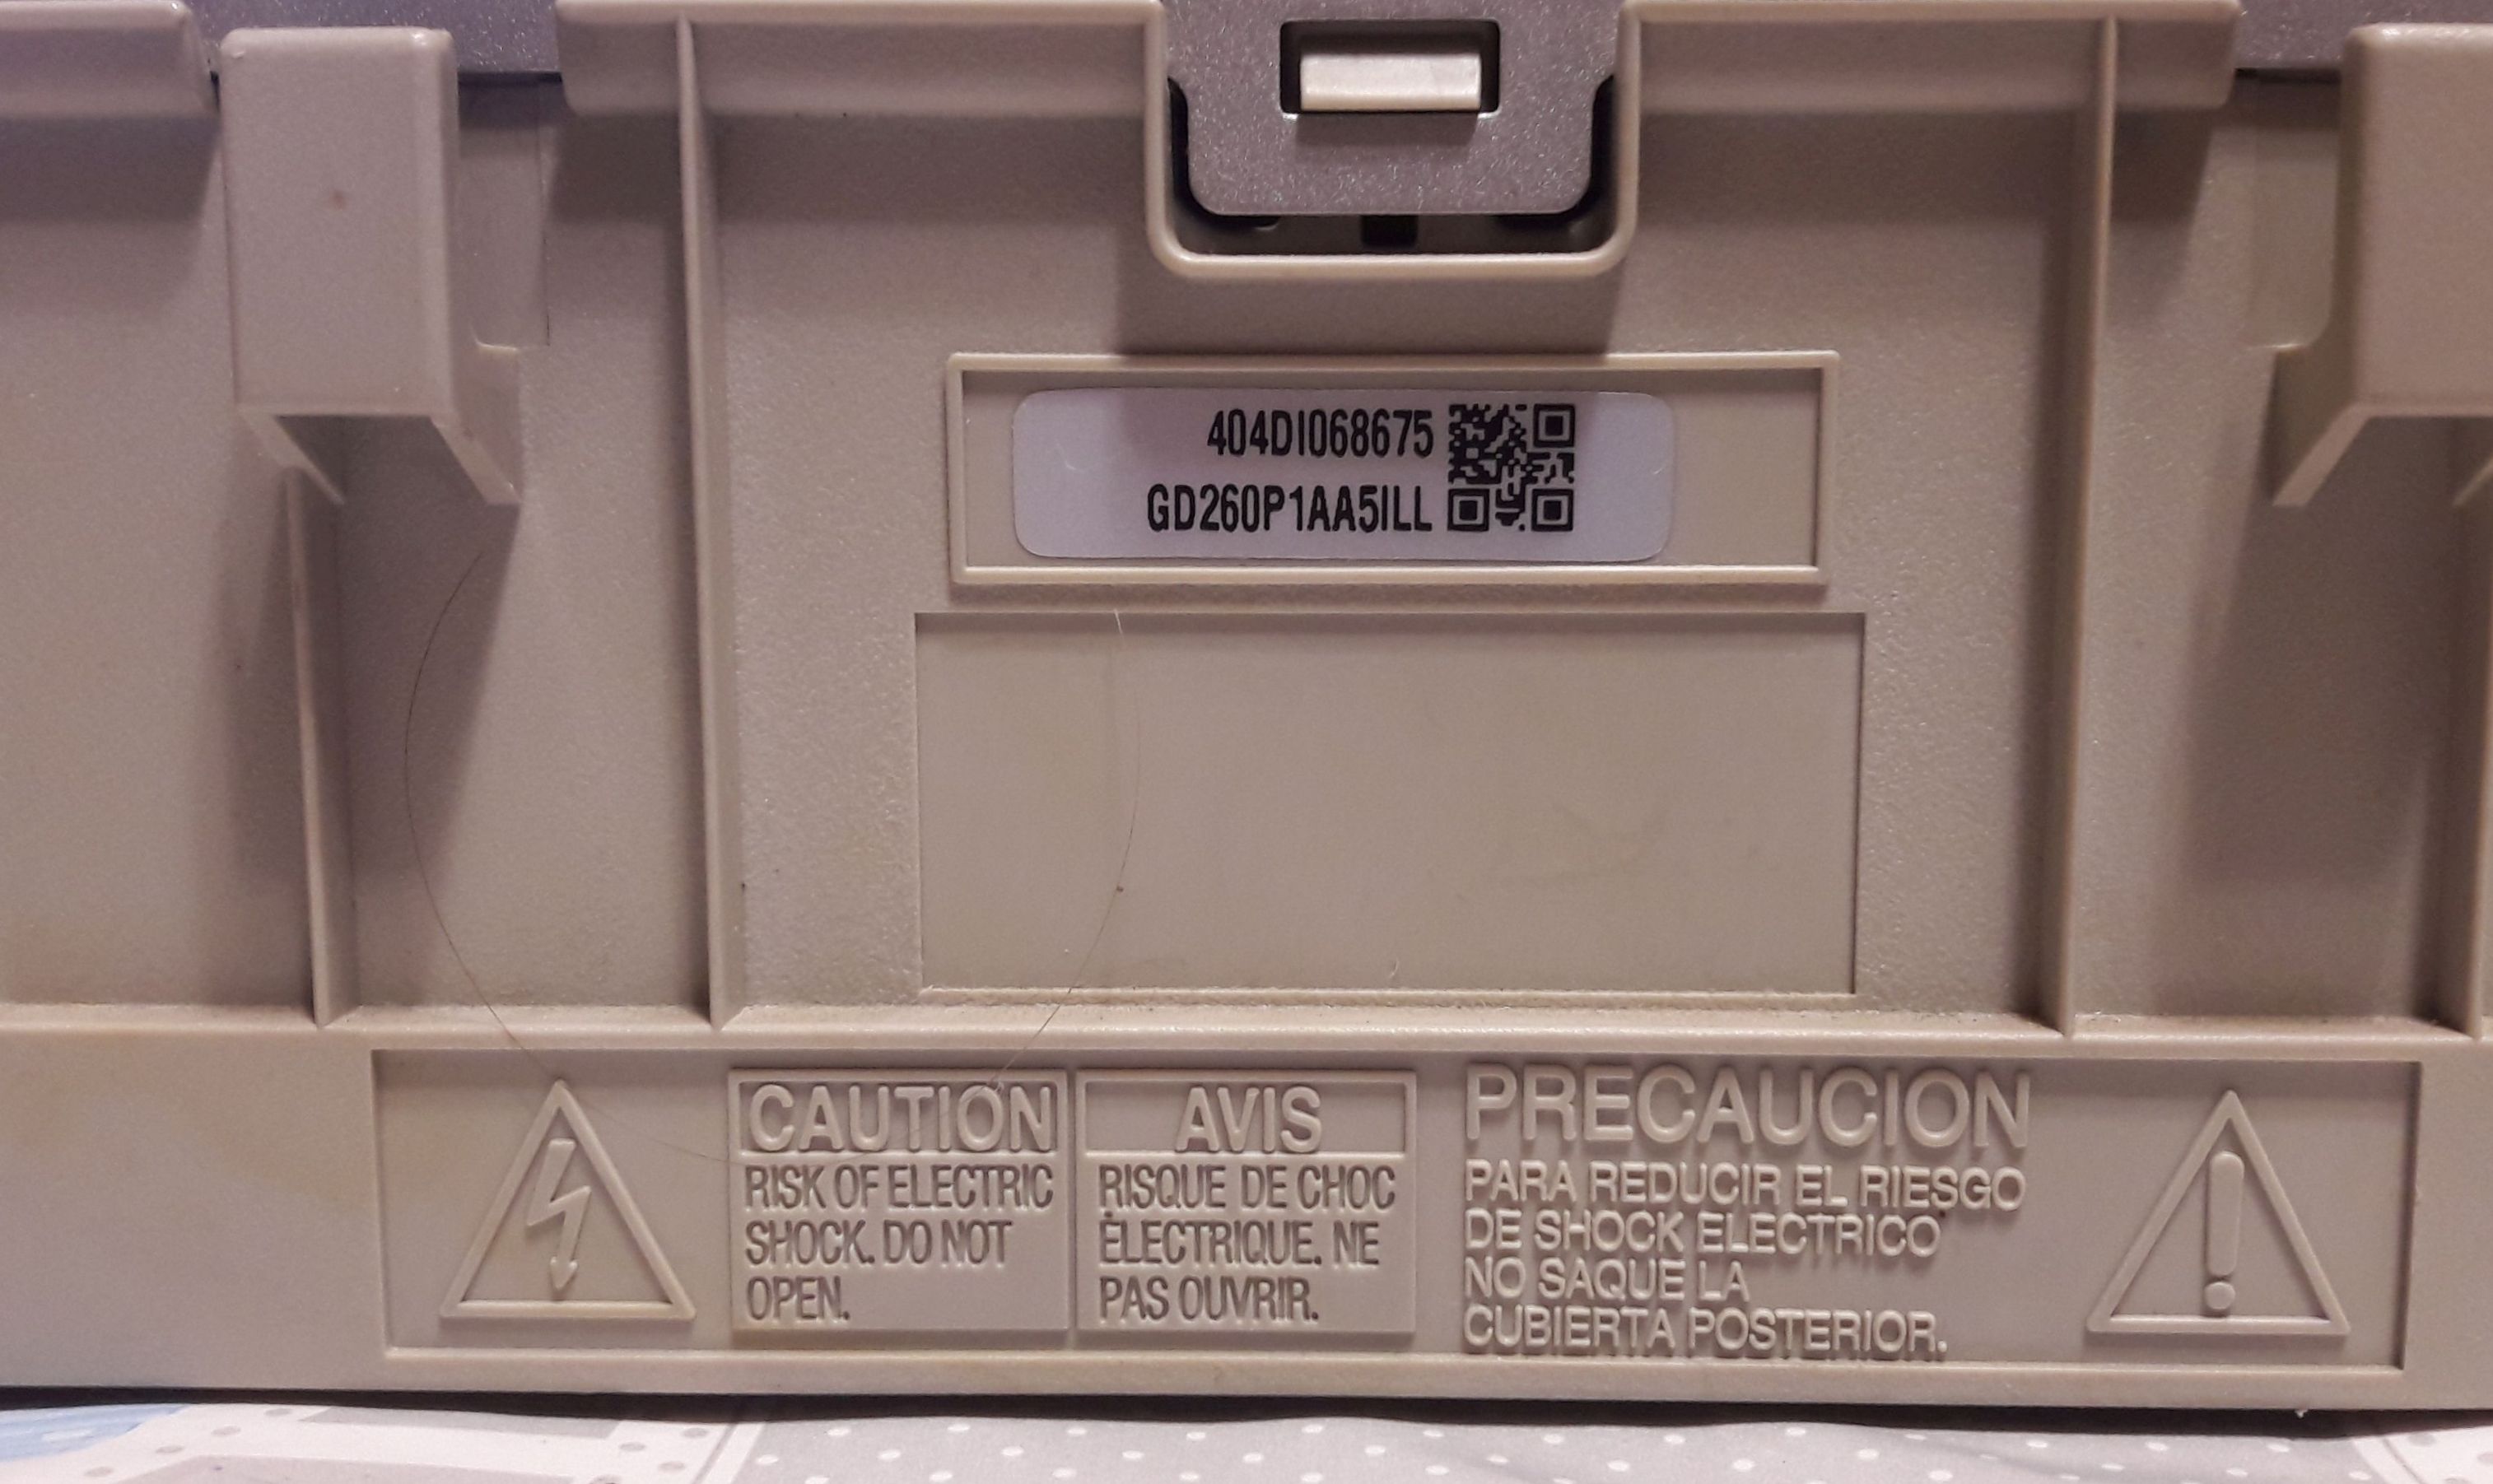 404DI068675
GD260P1AA5ILL
CAUTION
RISK OF ELECTRIC
SHOCK. DO NOT
OPEN.
AVIS
RISQUE DE CHOC
ÉLECTRIQUE. NE
PAS OUVRIR.
PRECAUCION
PARA REDUCIR EL RIESGO
DE SHOCK ELECTRICO
NO SAQUE LA
CUBIERTA POSTERIOR.